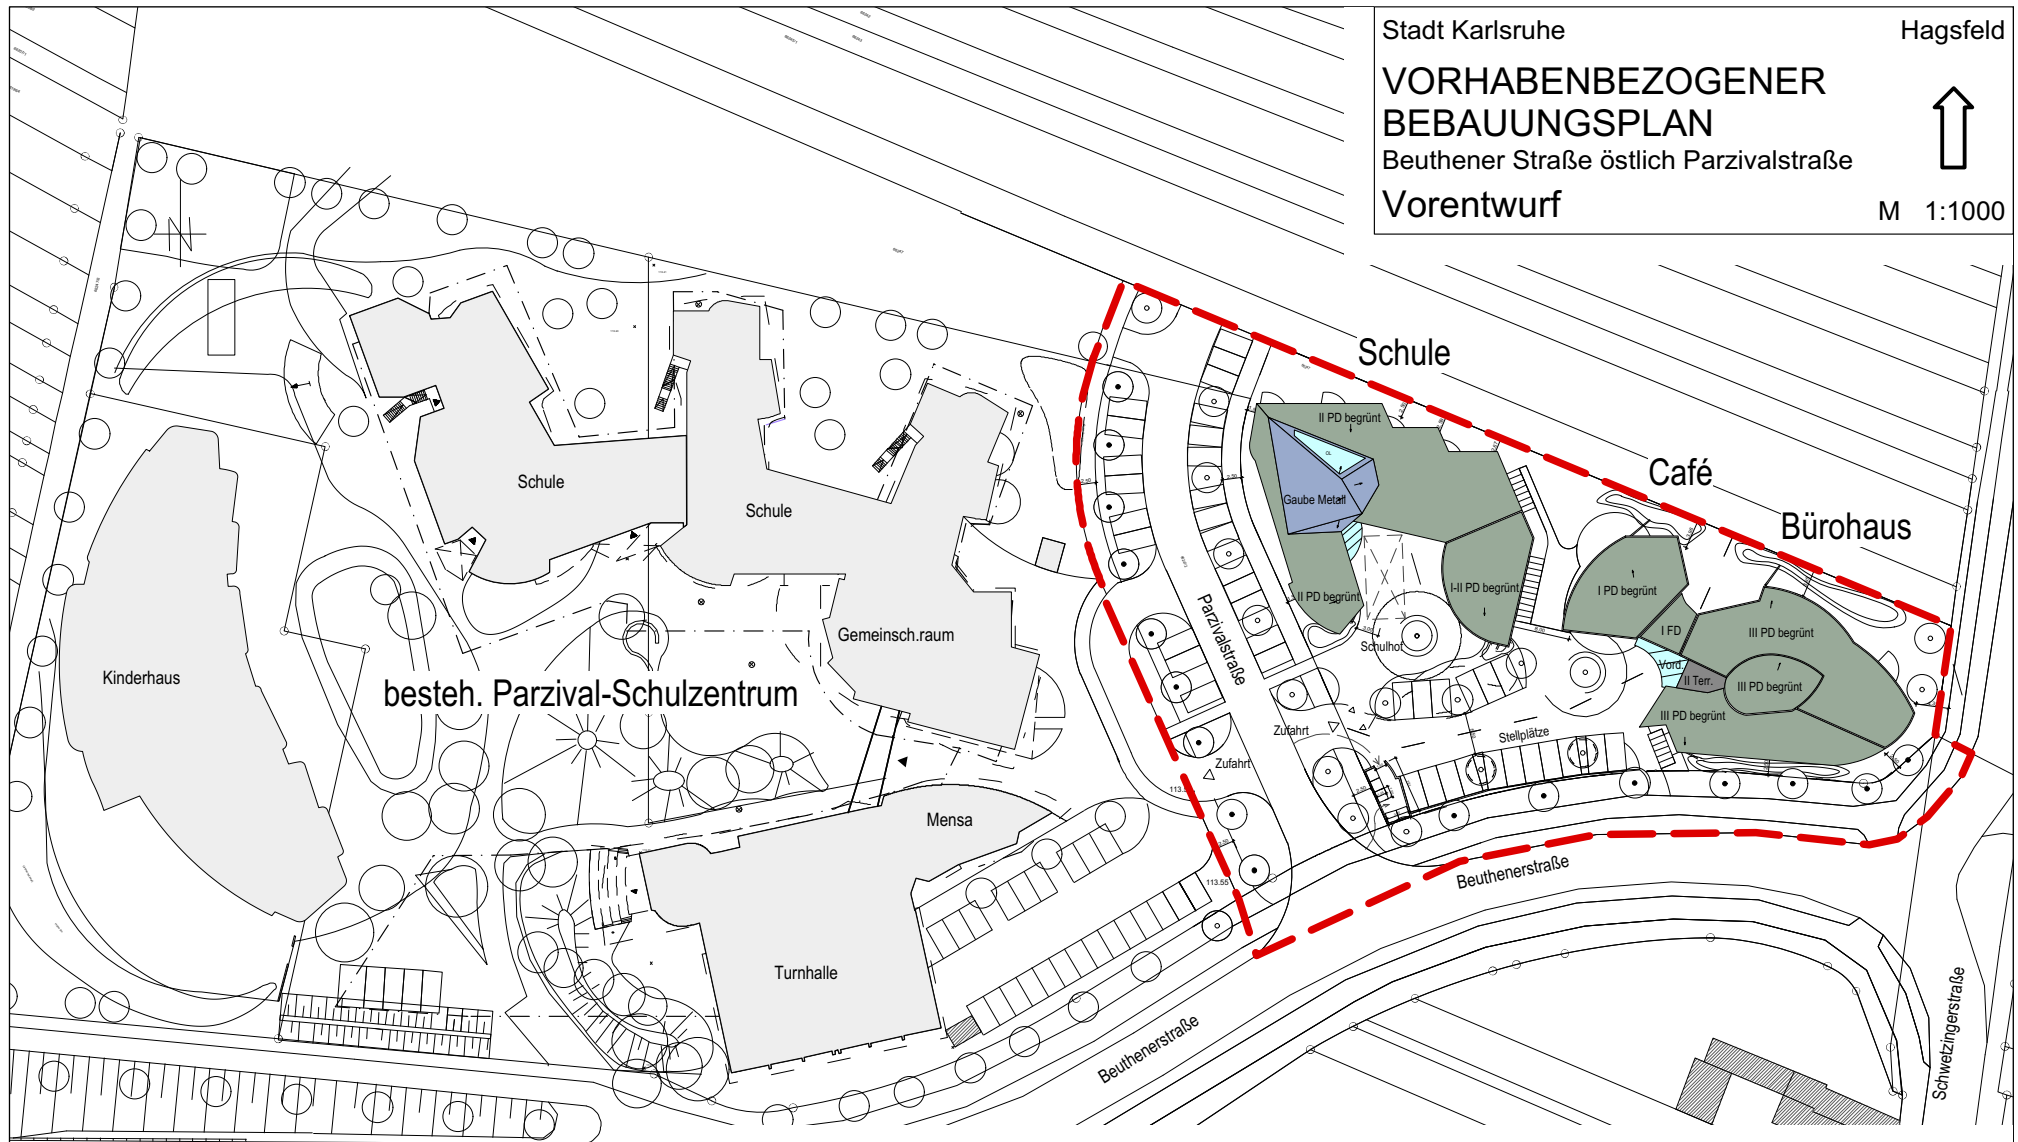 Stadt Karlsruhe
Hagsfeld
VORHABENBEZOGENER
BEBAUUNGSPLAN
Beuthener Straße östlich Parzivalstraße
Vorentwurf
M 1:1000
Schule
Café
Bürohaus
II PD begrünt
Gaube Metall
II PD begrünt
I-II PD begrünt
I PD begrünt
I FD
III PD begrünt
Vord.
II Terr.
III PD begrünt
III PD begrünt
Schulhof
Stellplätze
Zufahrt
Zufahrt
Parzivalstraße
Beuthenerstraße
Beuthenerstraße
Schwetzingerstraße
Schule
Schule
Gemeinsch.raum
Kinderhaus
besteh. Parzival-Schulzentrum
Mensa
Turnhalle
113.55
N